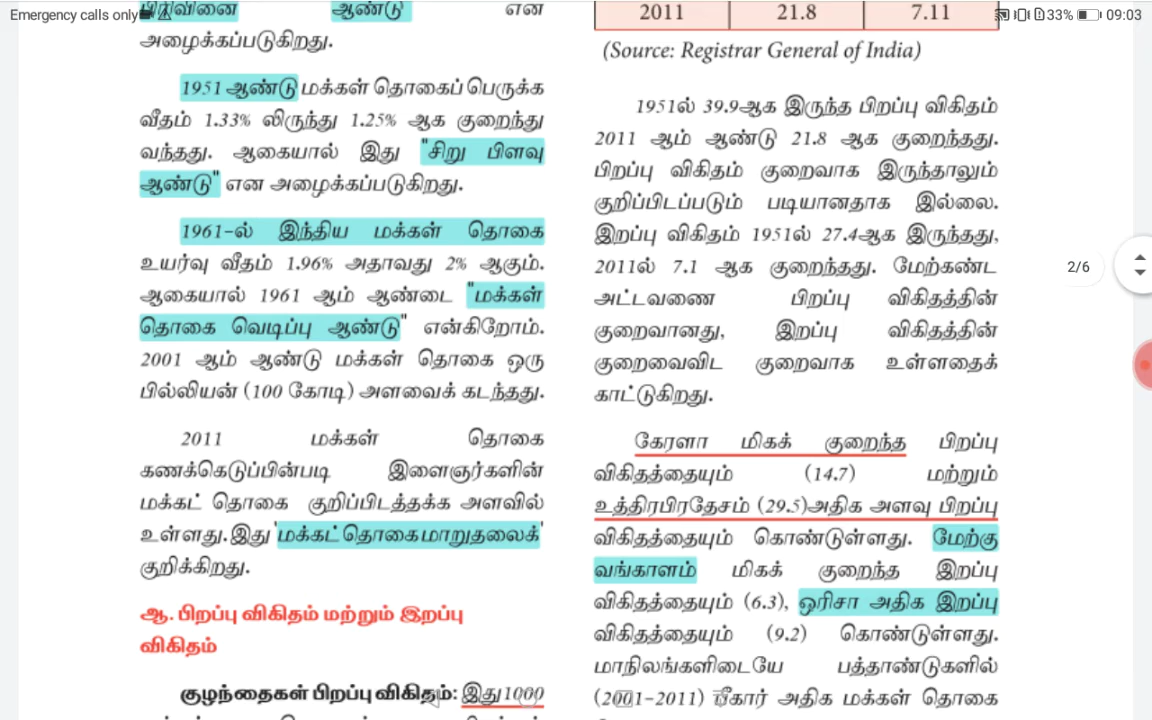 Emergency calls only
33% 09:03
பிரிவினை ஆண்டு என
அழைக்கப்படுகிறது.
1951 ஆண்டு மக்கள் தொகைப் பெருக்க
வீதம் 1.33% லிருந்து 1.25% ஆக குறைந்து
வந்தது. ஆகையால் இது "சிறு பிளவு
ஆண்டு" என அழைக்கப்படுகிறது.
1961-ல் இந்திய மக்கள் தொகை
உயர்வு வீதம் 1.96% அதாவது 2% ஆகும்.
ஆகையால் 1961 ஆம் ஆண்டை "மக்கள்
தொகை வெடிப்பு ஆண்டு" என்கிறோம்.
2001 ஆம் ஆண்டு மக்கள் தொகை ஒரு
பில்லியன் (100 கோடி) அளவைக் கடந்தது.
2011 மக்கள் தொகை
கணக்கெடுப்பின்படி இளைஞர்களின்
மக்கட் தொகை குறிப்பிடத்தக்க அளவில்
உள்ளது.இது 'மக்கட்தொகைமாறுதலைக்'
குறிக்கிறது.
ஆ. பிறப்பு விகிதம் மற்றும் இறப்பு
விகிதம்
குழந்தைகள் பிறப்பு விகிதம்: இது 1000
2011 21.8 7.11
(Source: Registrar General of India)
1951ல் 39.9ஆக இருந்த பிறப்பு விகிதம்
2011 ஆம் ஆண்டு 21.8 ஆக குறைந்தது.
பிறப்பு விகிதம் குறைவாக இருந்தாலும்
குறிப்பிடப்படும் படியானதாக இல்லை.
இறப்பு விகிதம் 1951ல் 27.4ஆக இருந்தது,
2011ல் 7.1 ஆக குறைந்தது. மேற்கண்ட
அட்டவணை பிறப்பு விகிதத்தின்
குறைவானது, இறப்பு விகிதத்தின்
குறைவைவிட குறைவாக உள்ளதைக்
காட்டுகிறது.
கேரளா மிகக் குறைந்த பிறப்பு
விகிதத்தையும் (14.7) மற்றும்
உத்திரபிரதேசம் (29.5)அதிக அளவு பிறப்பு
விகிதத்தையும் கொண்டுள்ளது. மேற்கு
வங்காளம் மிகக் குறைந்த இறப்பு
விகிதத்தையும் (6.3), ஒரிசா அதிக இறப்பு
விகிதத்தையும் (9.2) கொண்டுள்ளது.
மாநிலங்களிடையே பத்தாண்டுகளில்
(2001-2011) பீகார் அதிக மக்கள் தொகை
2/6